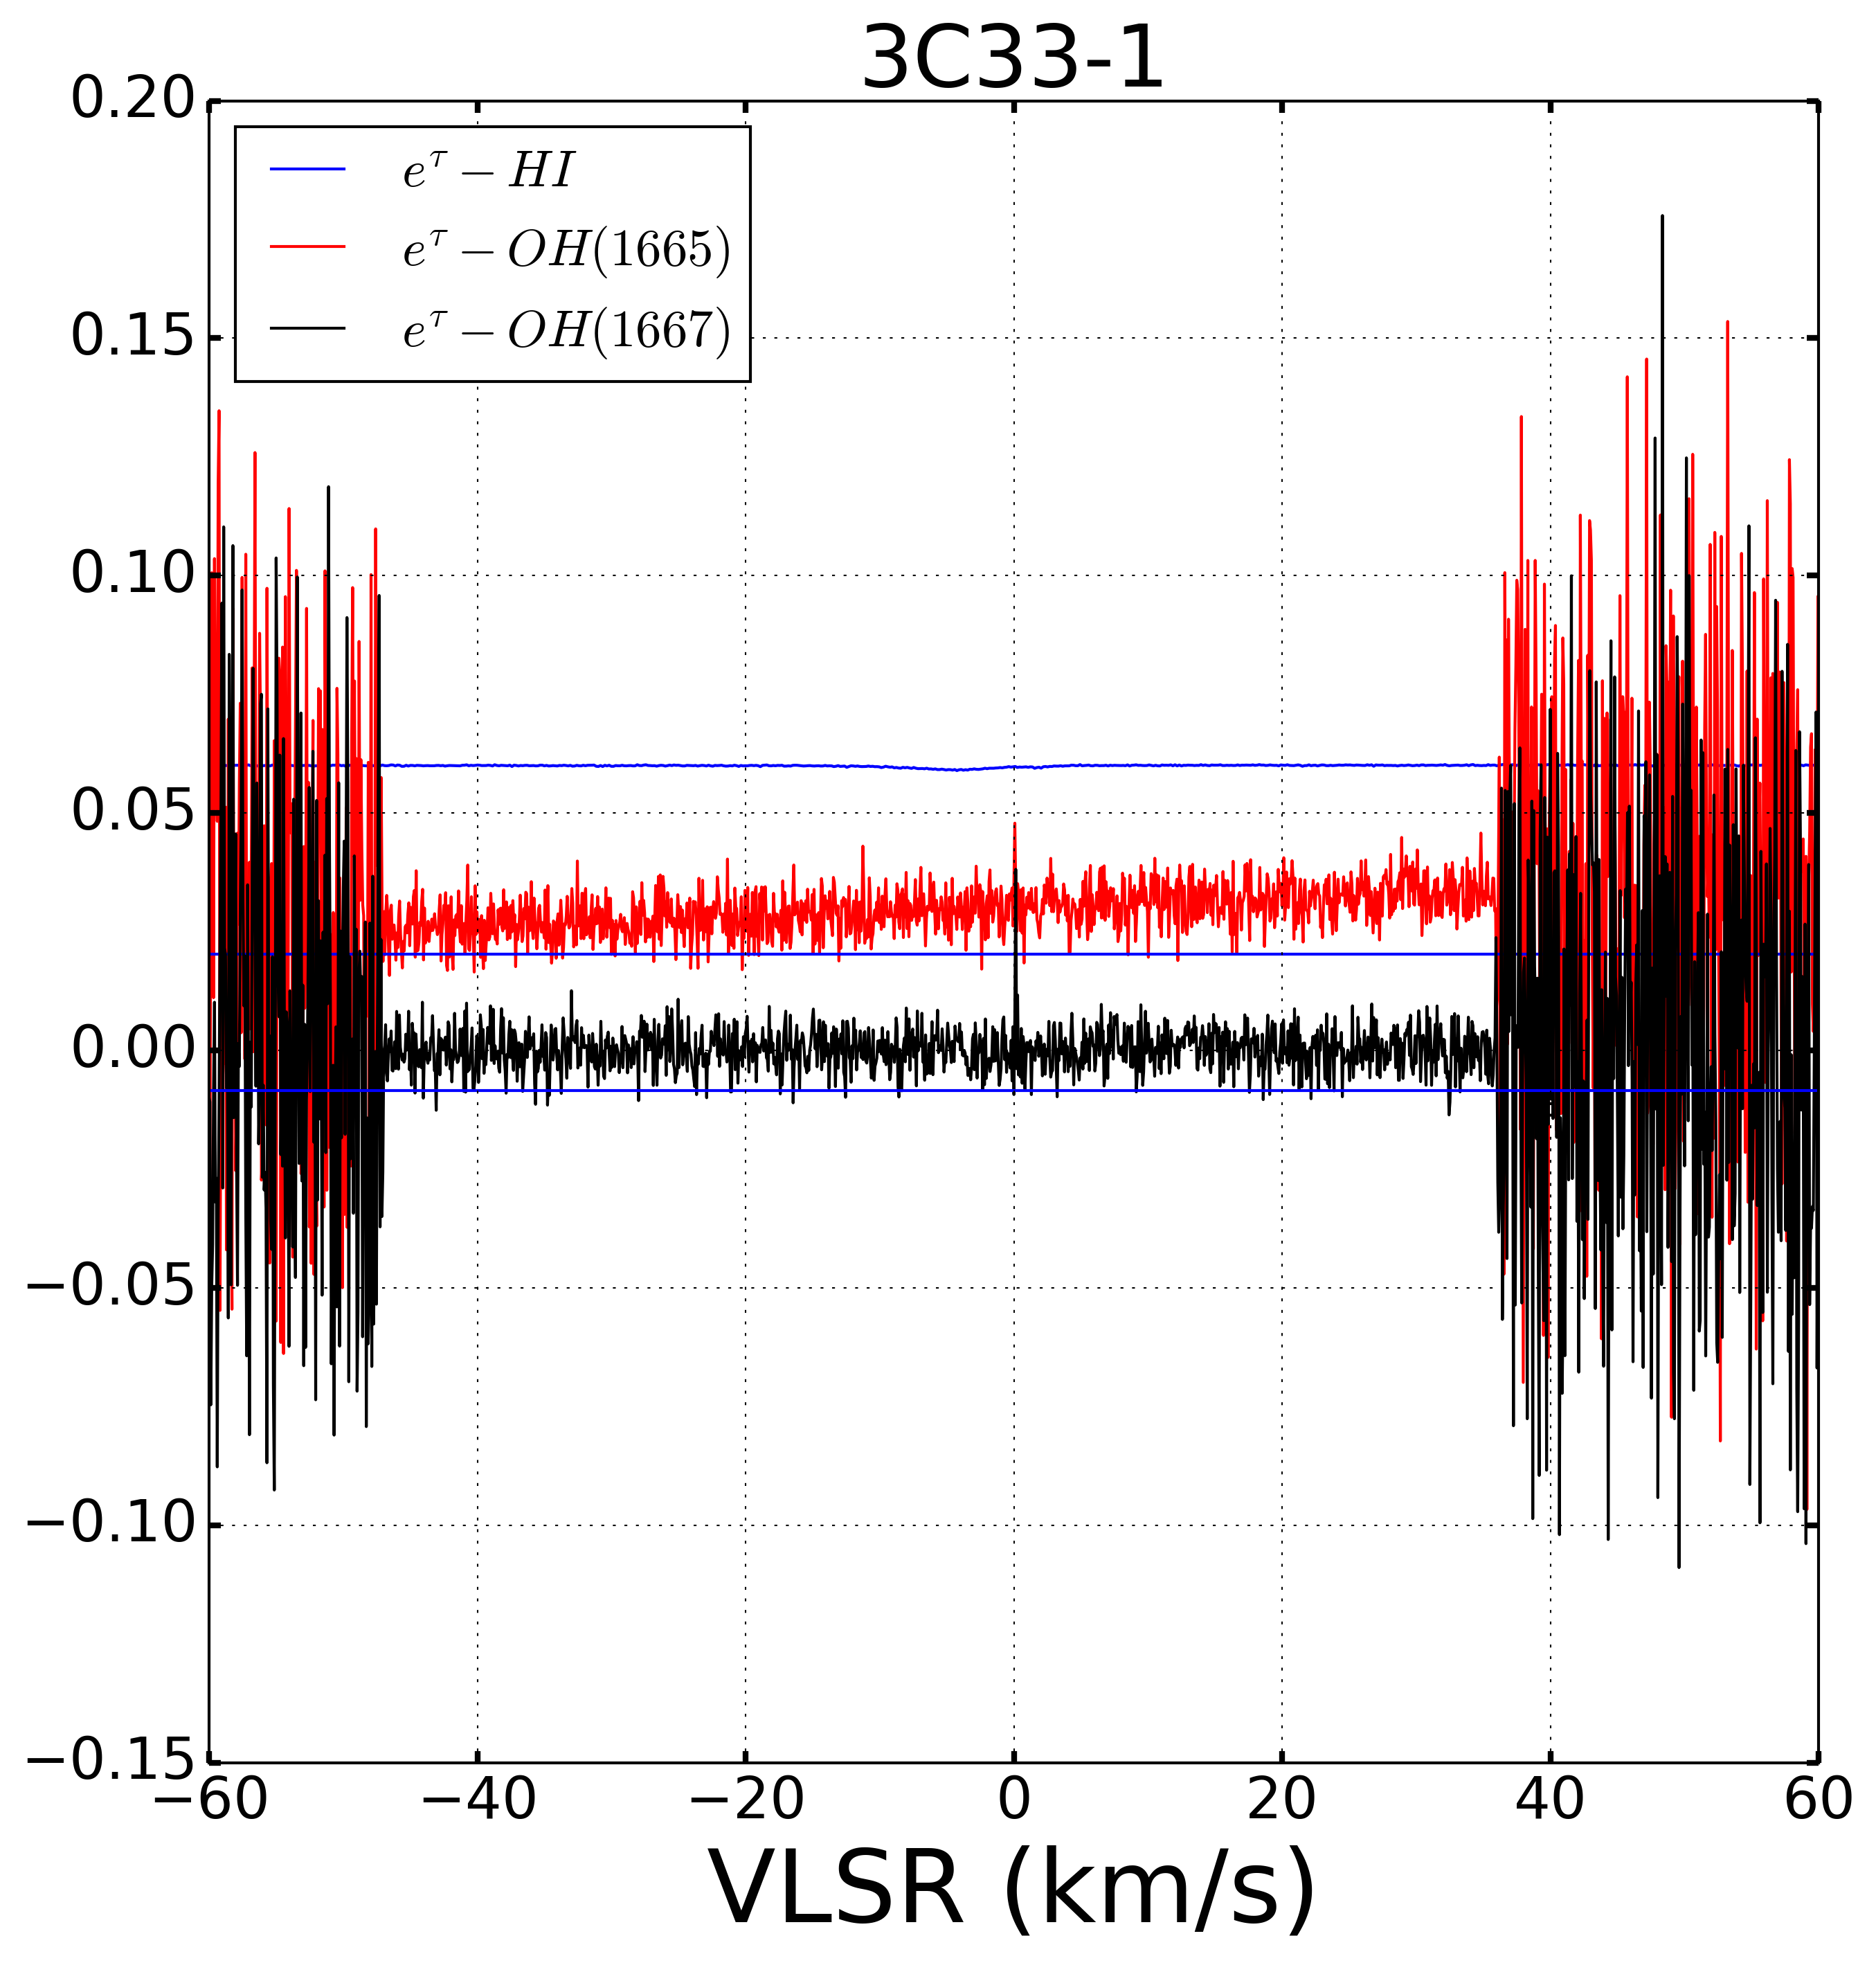 3C33-1
0.20
0.15
0.10
0.05
0.00
−0.05
−0.10
−0.15
e^τ − HI
e^τ − OH(1665)
e^τ − OH(1667)
−60 −40 −20 0 20 40 60
VLSR (km/s)